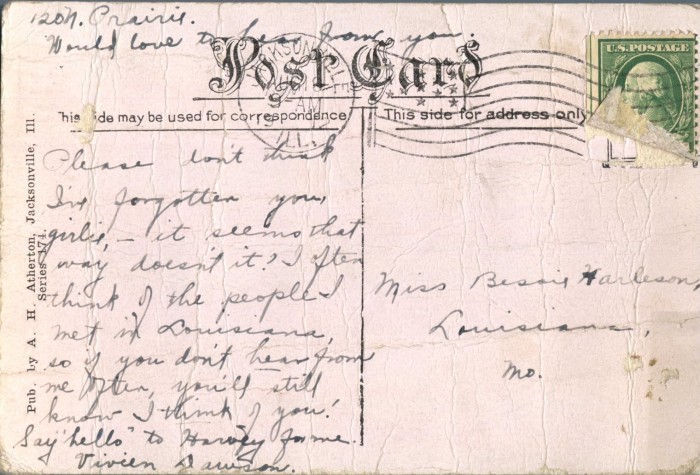 120 N. Prairie.
Would love to hear from you.
Post Card
JACKSONVILLE
AM
ILL.
U.S. POSTAGE
This side may be used for correspondence
This side for address only
Pub. by A. H. Atherton, Jacksonville, Ill.
Series 174.
Please don't think
I've forgotten you,
girlie, – it seems that
way doesn't it? I often
think of the people I
met in Louisiana,
so if you don't hear from
me often, you'll still
know I think of you!
Say "hello" to Harvey for me.
Vivien Dawson.
Miss Bessie Harleson,
Louisiana,
Mo.